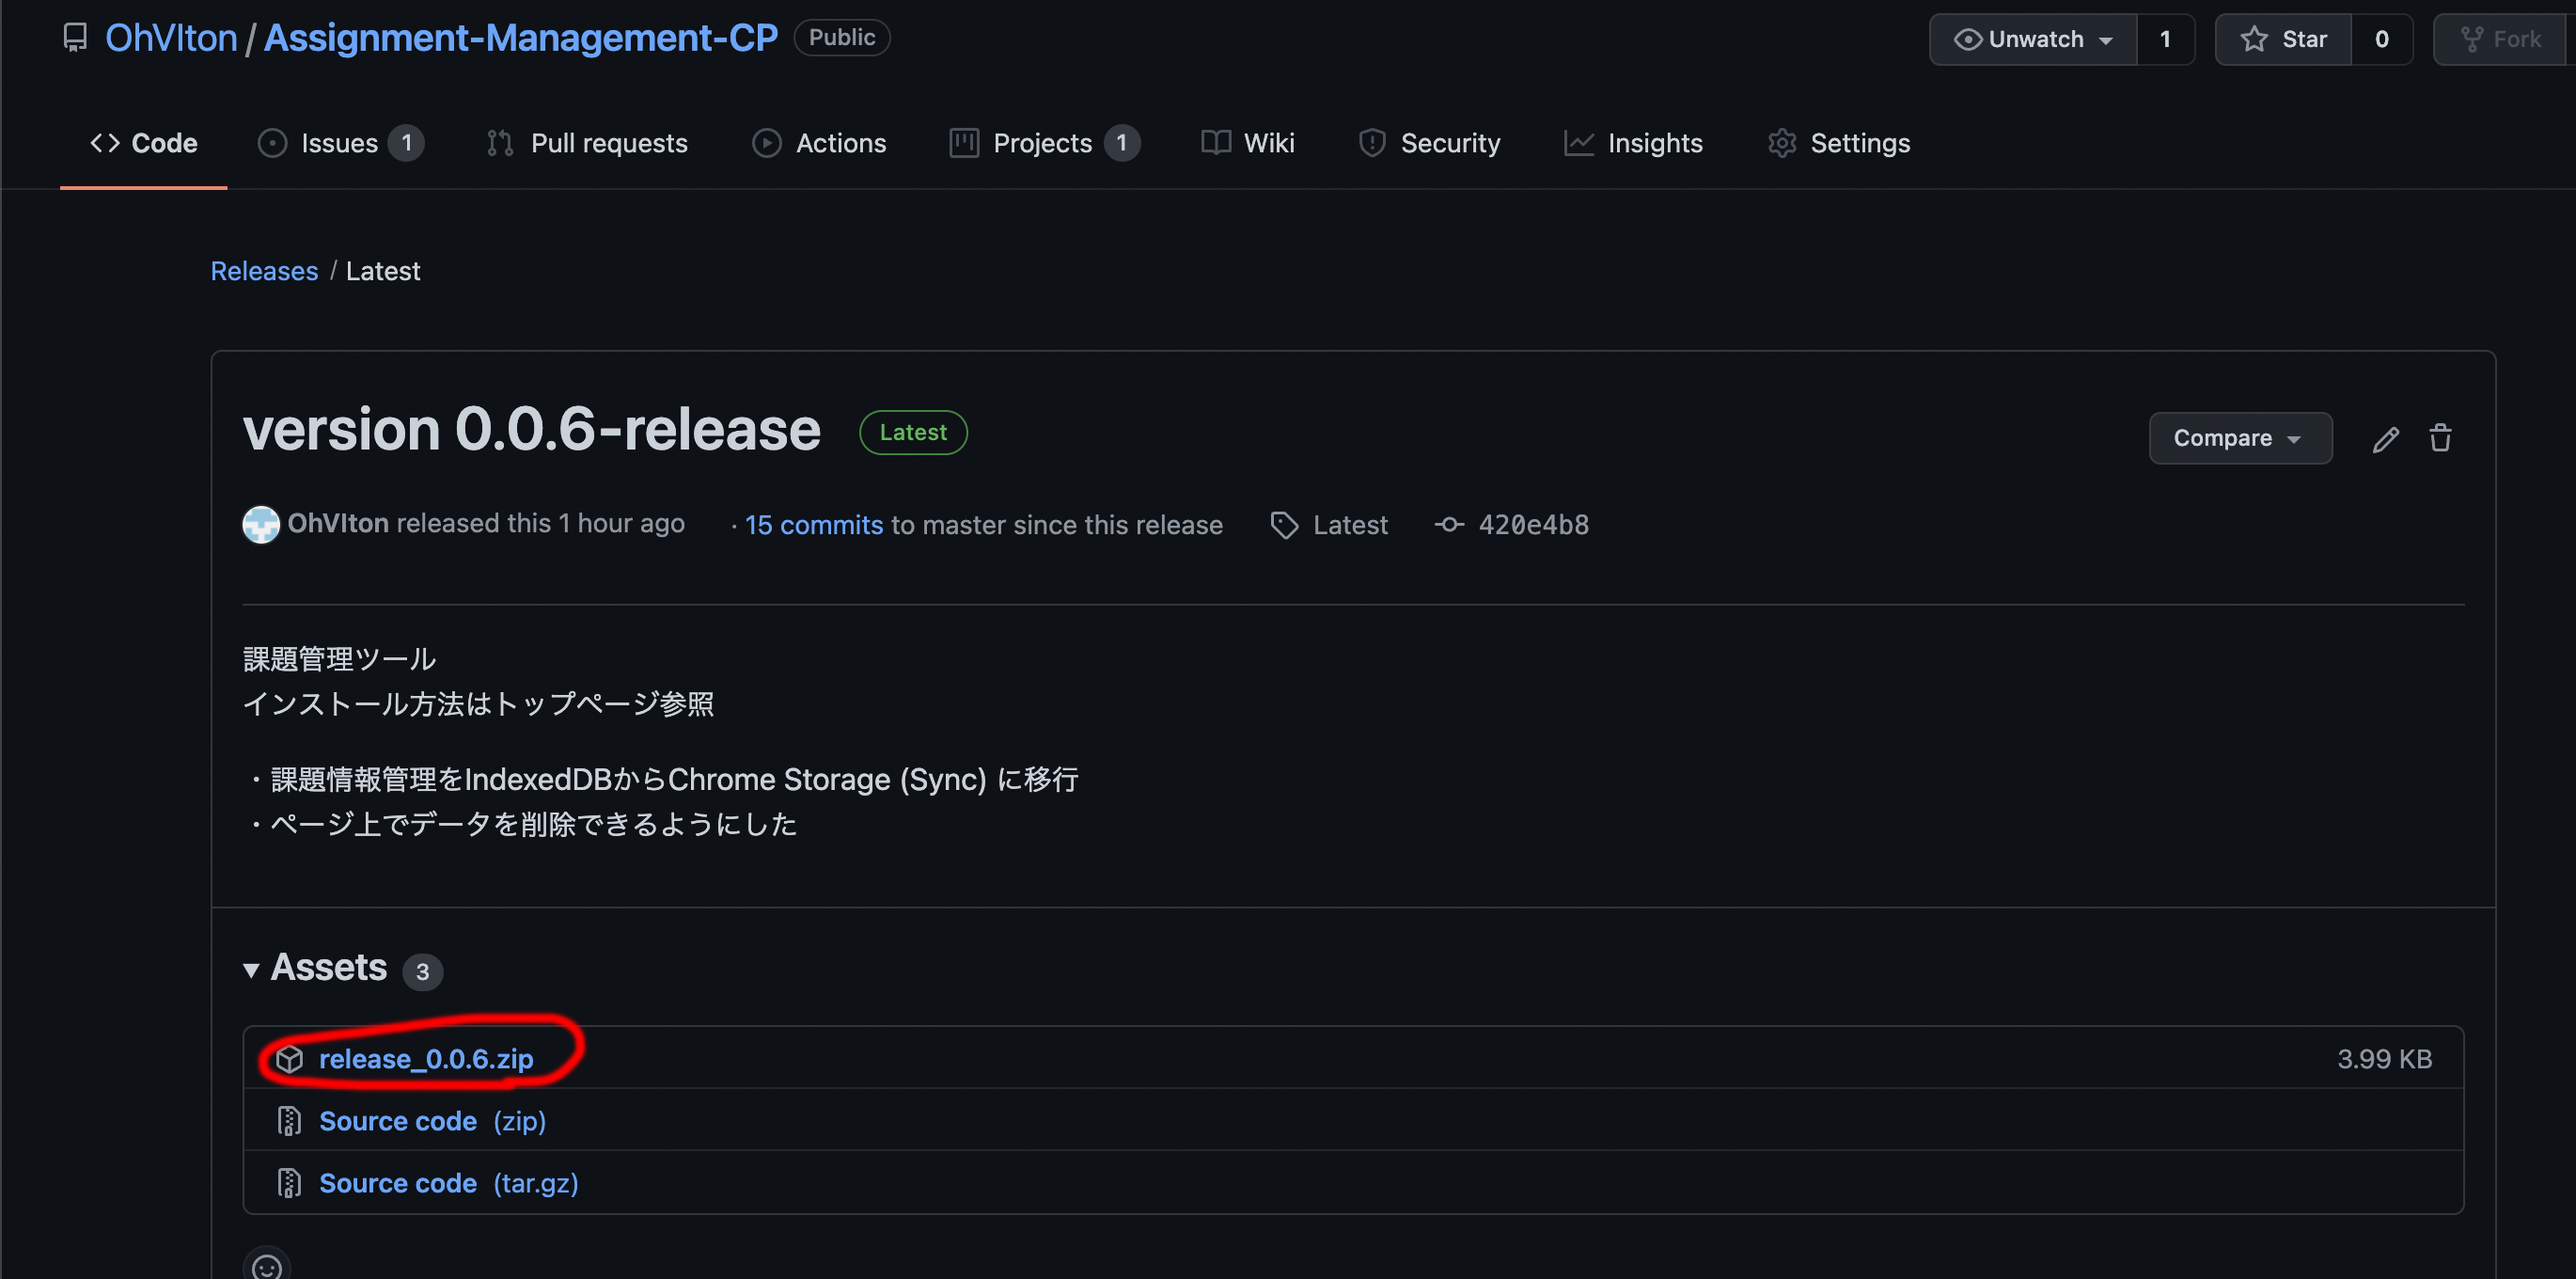 OhVIton / Assignment-Management-CP Public
Unwatch 1 Star 0 Fork
Code Issues 1 Pull requests Actions Projects 1 Wiki Security Insights Settings
Releases / Latest
version 0.0.6-release Latest
Compare
OhVIton released this 1 hour ago · 15 commits to master since this release Latest 420e4b8
課題管理ツール
インストール方法はトップページ参照
・課題情報管理をIndexedDBからChrome Storage (Sync) に移行
・ページ上でデータを削除できるようにした
Assets 3
release_0.0.6.zip 3.99 KB
Source code (zip)
Source code (tar.gz)